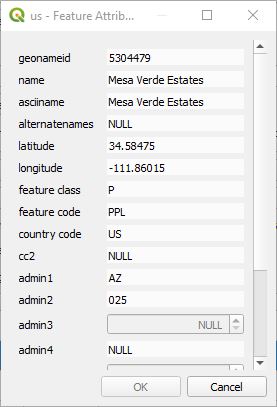 us - Feature Attrib...
geonameid 5304479
name Mesa Verde Estates
asciiname Mesa Verde Estates
alternatenames NULL
latitude 34.58475
longitude -111.86015
feature class P
feature code PPL
country code US
cc2 NULL
admin1 AZ
admin2 025
admin3 NULL
admin4 NULL
OK Cancel